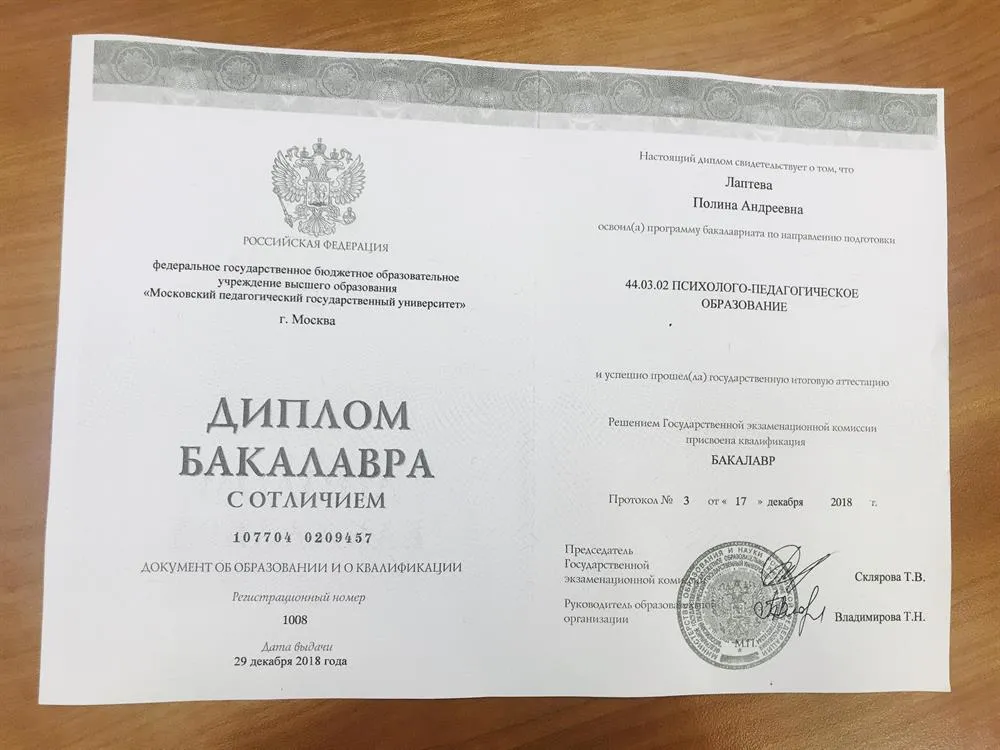 РОССИЙСКАЯ ФЕДЕРАЦИЯ
федеральное государственное бюджетное образовательное
учреждение высшего образования
«Московский педагогический государственный университет»
г. Москва
ДИПЛОМ
БАКАЛАВРА
С ОТЛИЧИЕМ
107704 0209457
ДОКУМЕНТ ОБ ОБРАЗОВАНИИ И О КВАЛИФИКАЦИИ
Регистрационный номер
1008
Дата выдачи
29 декабря 2018 года
Настоящий диплом свидетельствует о том, что
Лаптева
Полина Андреевна
освоил(а) программу бакалавриата по направлению подготовки
44.03.02 ПСИХОЛОГО-ПЕДАГОГИЧЕСКОЕ
ОБРАЗОВАНИЕ
и успешно прошел(ла) государственную итоговую аттестацию
Решением Государственной экзаменационной комиссии
присвоена квалификация
БАКАЛАВР
Протокол № 3 от « 17 » декабря 2018 г.
Председатель
Государственной
экзаменационной комиссии
Склярова Т.В.
Руководитель образовательной
организации
Владимирова Т.Н.
М.П.